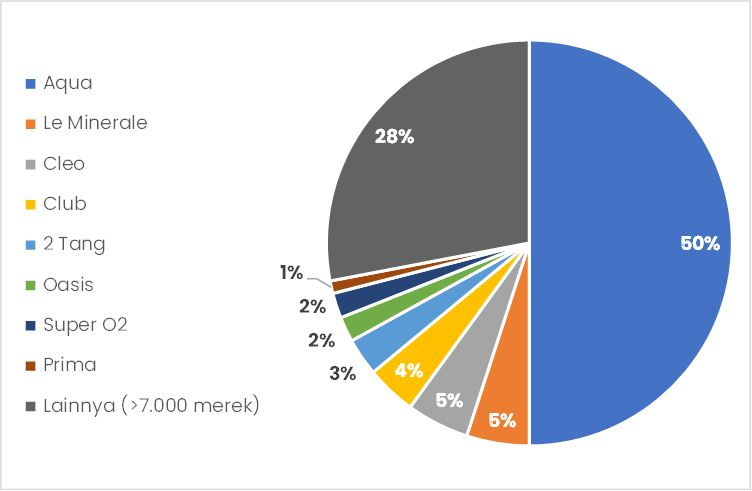 Aqua
Le Minerale
Cleo
Club
2 Tang
Oasis
Super O2
Prima
Lainnya (>7.000 merek)
28%
50%
1%
2%
2%
3%
4%
5%
5%